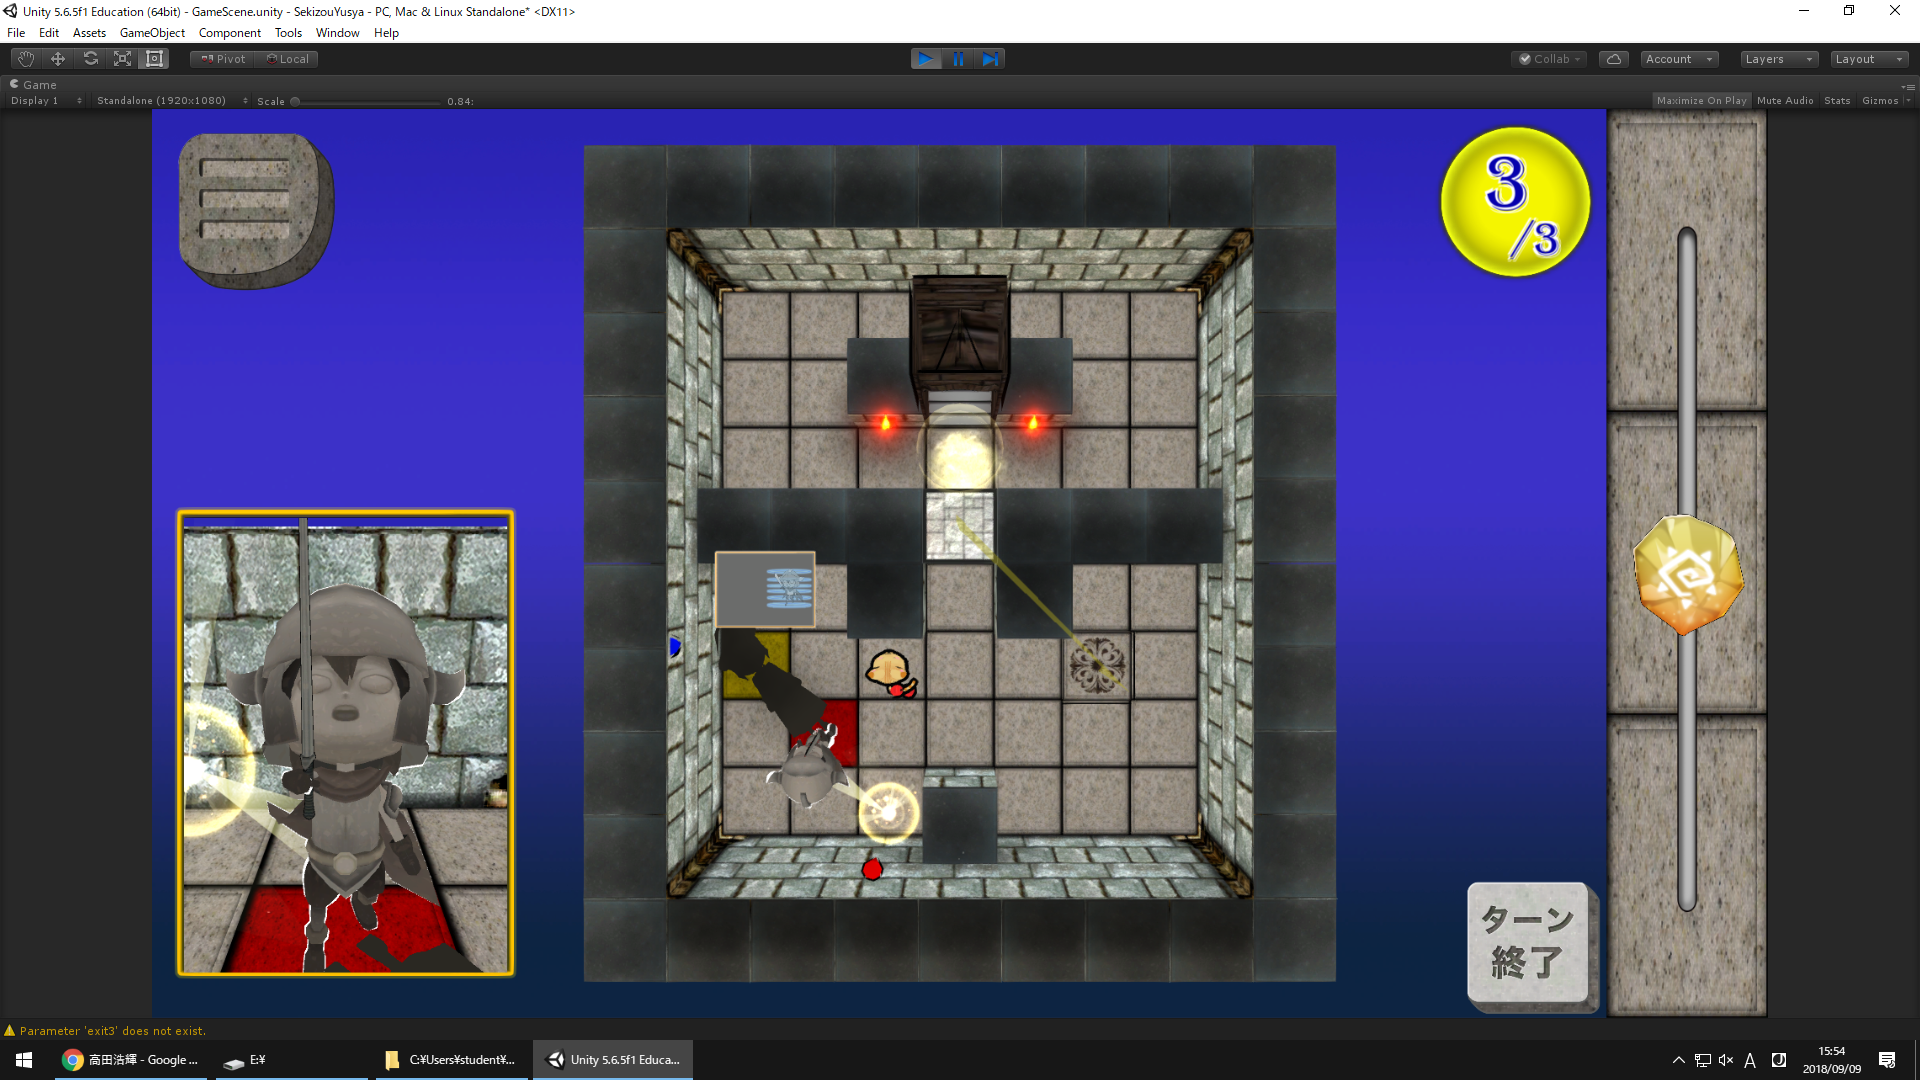 Unity 5.6.5f1 Education (64bit) - GameScene.unity - SekizouYusya - PC, Mac & Linux Standalone* <DX11>
File Edit Assets GameObject Component Tools Window Help
Pivot Local Collab Account Layers Layout
Game
Display 1 Standalone (1920x1080) Scale 0.84: Maximize On Play Mute Audio Stats Gizmos
3
/3
ターン
終了
Parameter 'exit3' does not exist.
高田浩輝 - Google ... E:¥ C:¥Users¥student¥... Unity 5.6.5f1 Educa... A
15:54
2018/09/09